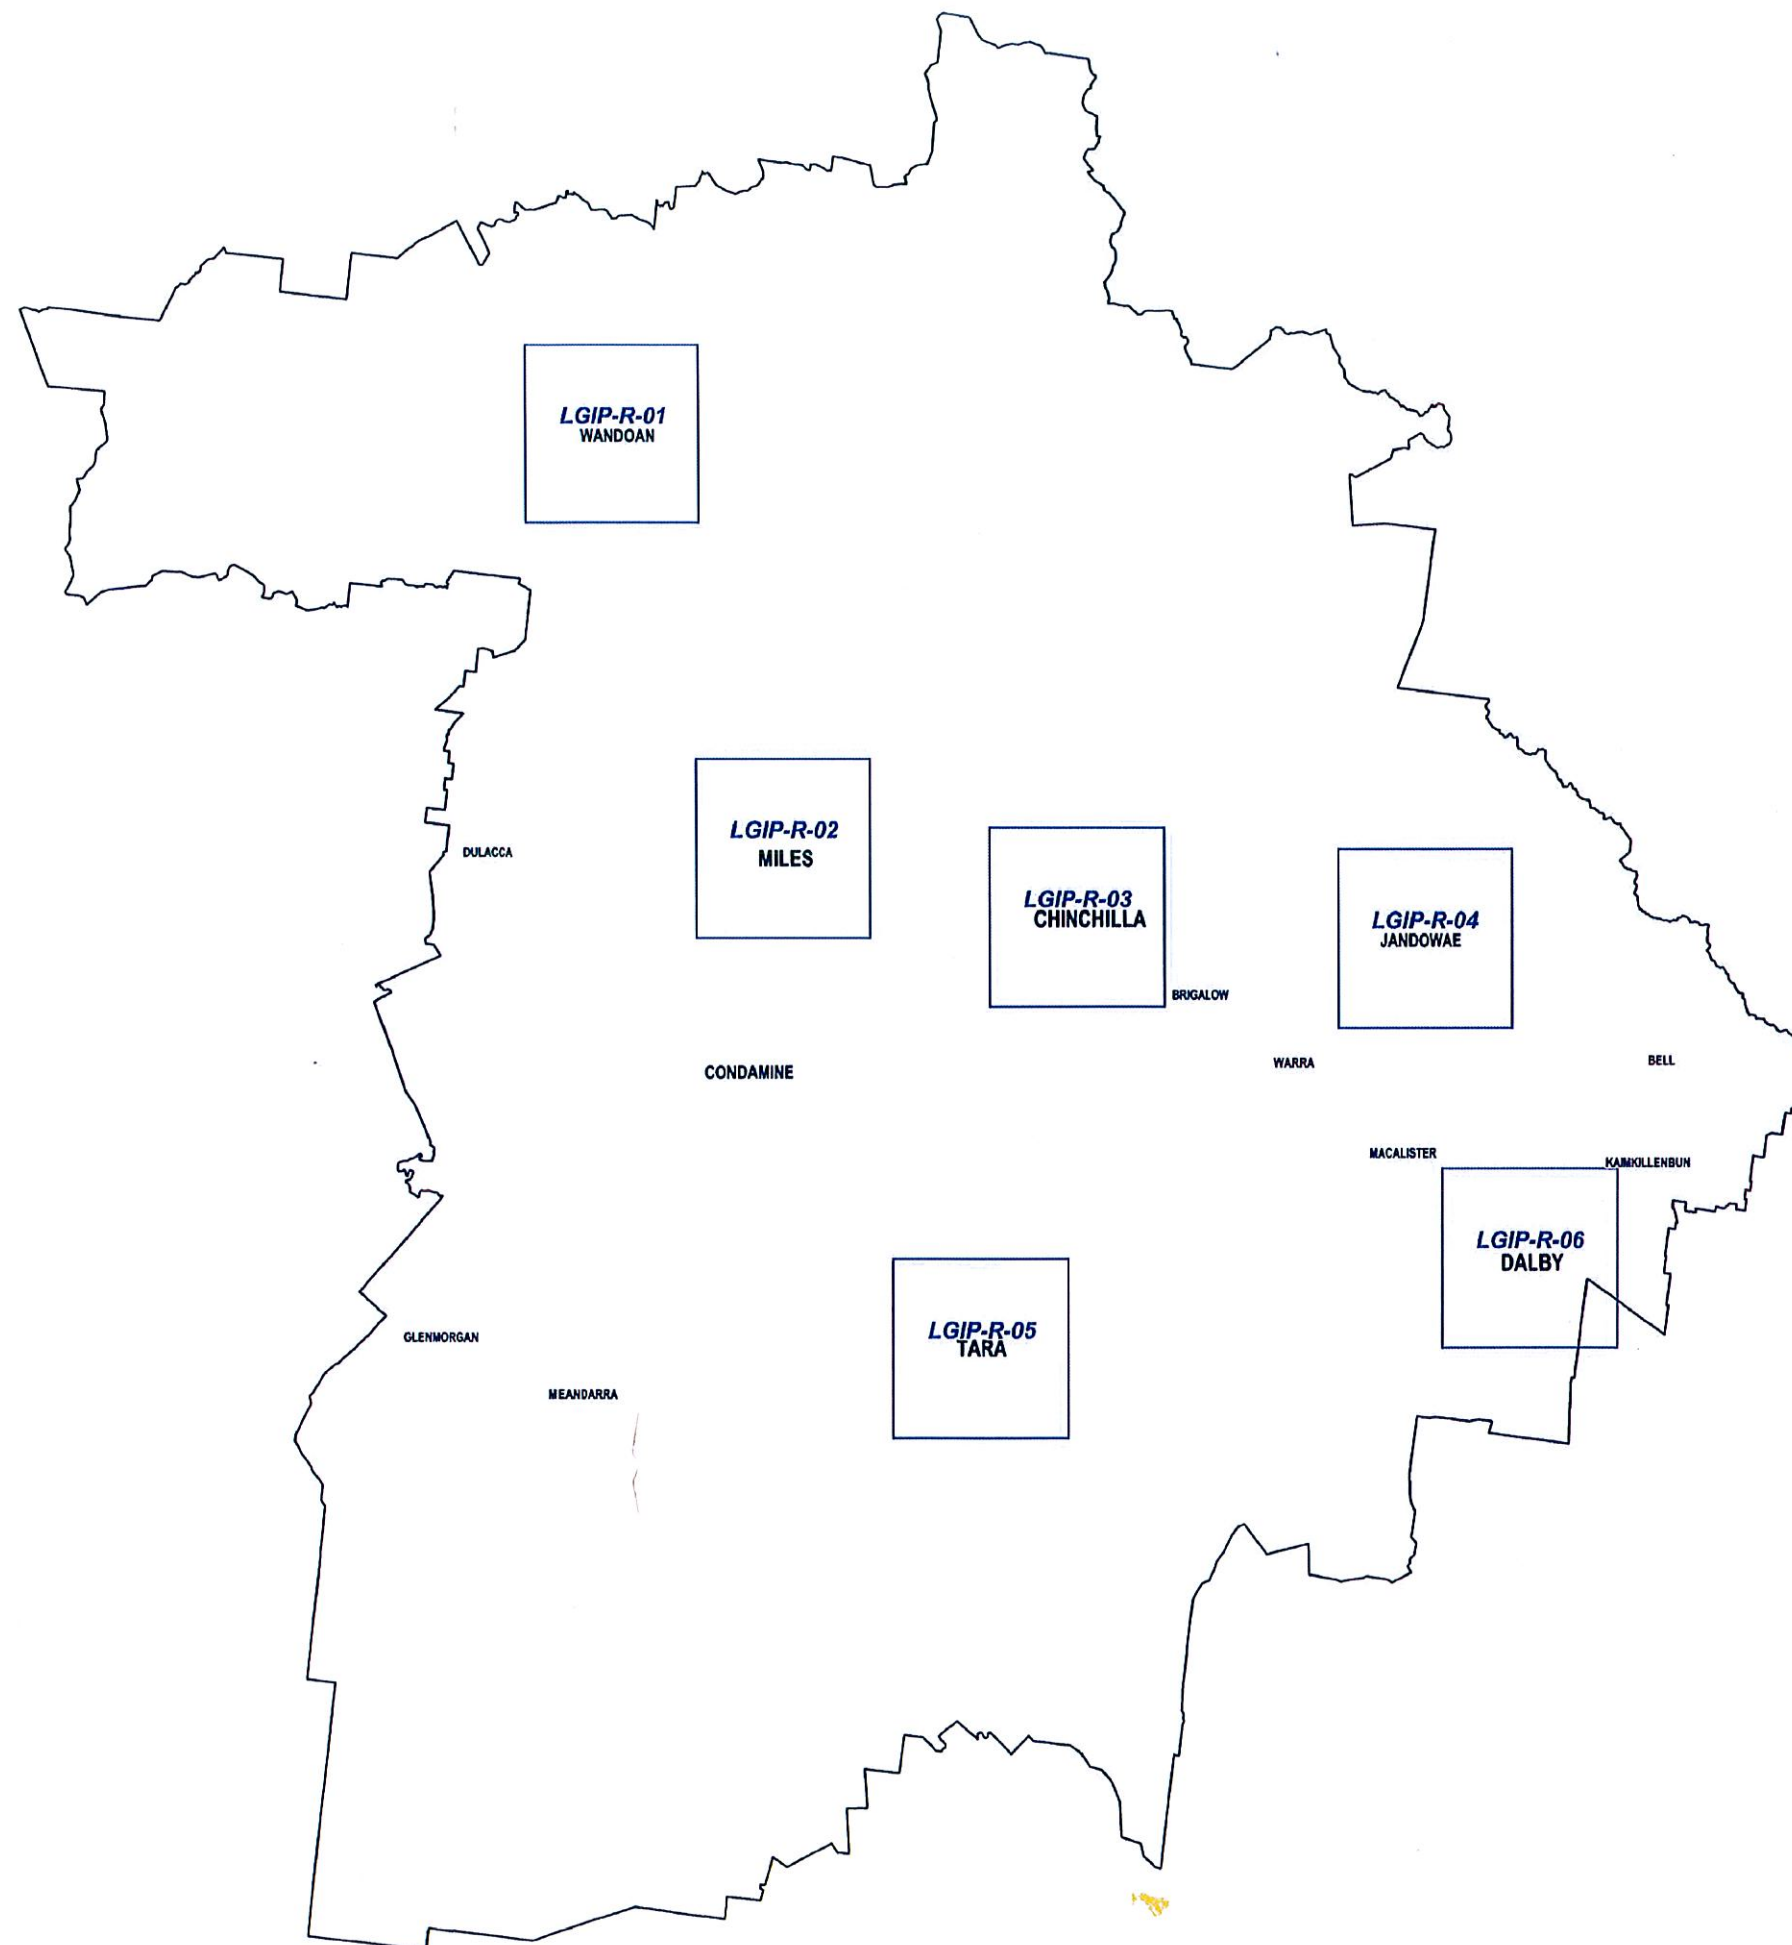 LGIP-R-01
WANDOAN
LGIP-R-02
MILES
DULACCA
LGIP-R-03
CHINCHILLA
LGIP-R-04
JANDOWAE
BRIGALOW
CONDAMINE
WARRA
BELL
MACALISTER
KAIMKILLENBUN
LGIP-R-06
DALBY
LGIP-R-05
TARA
GLENMORGAN
MEANDARRA